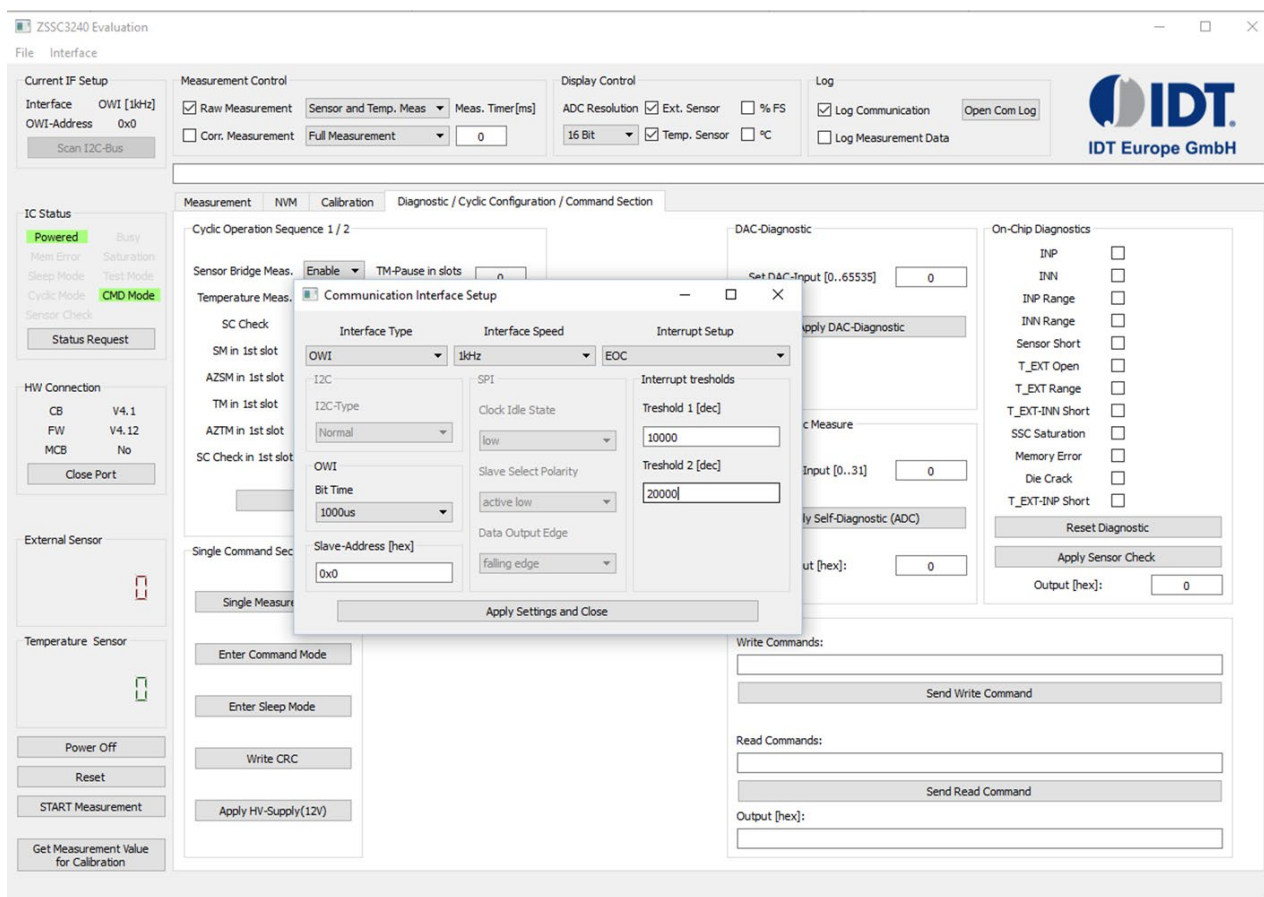 ZSSC3240 Evaluation
File Interface
Current IF Setup
Interface OWI [1kHz]
OWI-Address 0x0
Scan I2C-Bus
Measurement Control
Raw Measurement Sensor and Temp. Meas Meas. Timer[ms]
Corr. Measurement Full Measurement 0
Display Control
ADC Resolution Ext. Sensor % FS
16 Bit Temp. Sensor °C
Log
Log Communication Open Com Log
Log Measurement Data
IDT.
IDT Europe GmbH
IC Status
Powered Busy
Mem Error Saturation
Sleep Mode Test Mode
Cyclic Mode CMD Mode
Sensor Check
Status Request
HW Connection
CB V4.1
FW V4.12
MCB No
Close Port
External Sensor
0
Temperature Sensor
0
Power Off
Reset
START Measurement
Get Measurement Value
for Calibration
Measurement NVM Calibration Diagnostic / Cyclic Configuration / Command Section
Cyclic Operation Sequence 1 / 2
Sensor Bridge Meas. Enable TM-Pause in slots 0
Temperature Meas.
SC Check
SM in 1st slot
AZSM in 1st slot
TM in 1st slot
AZTM in 1st slot
SC Check in 1st slot
Single Command Sec
Single Measure
Enter Command Mode
Enter Sleep Mode
Write CRC
Apply HV-Supply(12V)
Communication Interface Setup
Interface Type Interface Speed Interrupt Setup
OWI 1kHz EOC
I2C
I2C-Type
Normal
OWI
Bit Time
1000us
Slave-Address [hex]
0x0
SPI
Clock Idle State
low
Slave Select Polarity
active low
Data Output Edge
falling edge
Interrupt tresholds
Treshold 1 [dec]
10000
Treshold 2 [dec]
20000
Apply Settings and Close
DAC-Diagnostic
Set DAC-Input [0..65535] 0
Apply DAC-Diagnostic
c Measure
Input [0..31] 0
ly Self-Diagnostic (ADC)
ut [hex]: 0
On-Chip Diagnostics
INP
INN
INP Range
INN Range
Sensor Short
T_EXT Open
T_EXT Range
T_EXT-INN Short
SSC Saturation
Memory Error
Die Crack
T_EXT-INP Short
Reset Diagnostic
Apply Sensor Check
Output [hex]: 0
Write Commands:
Send Write Command
Read Commands:
Send Read Command
Output [hex]: